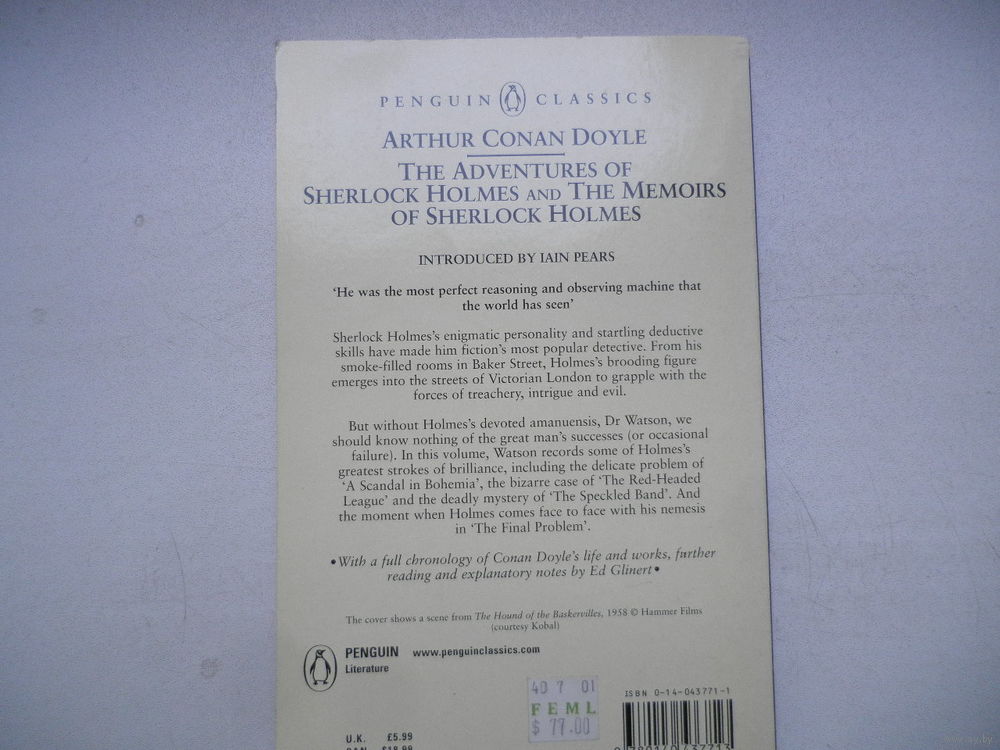 PENGUIN CLASSICS
ARTHUR CONAN DOYLE
THE ADVENTURES OF
SHERLOCK HOLMES AND THE MEMOIRS
OF SHERLOCK HOLMES
INTRODUCED BY IAIN PEARS
‘He was the most perfect reasoning and observing machine that
the world has seen’
Sherlock Holmes’s enigmatic personality and startling deductive
skills have made him fiction’s most popular detective. From his
smoke-filled rooms in Baker Street, Holmes’s brooding figure
emerges into the streets of Victorian London to grapple with the
forces of treachery, intrigue and evil.
But without Holmes’s devoted amanuensis, Dr Watson, we
should know nothing of the great man’s successes (or occasional
failure). In this volume, Watson records some of Holmes’s
greatest strokes of brilliance, including the delicate problem of
‘A Scandal in Bohemia’, the bizarre case of ‘The Red-Headed
League’ and the deadly mystery of ‘The Speckled Band’. And
the moment when Holmes comes face to face with his nemesis
in ‘The Final Problem’.
•With a full chronology of Conan Doyle’s life and works, further
reading and explanatory notes by Ed Glinert•
The cover shows a scene from The Hound of the Baskervilles, 1958 © Hammer Films
(courtesy Kobal)
PENGUIN www.penguinclassics.com
Literature
40 7 01
FEML
$ 77.00
ISBN 0-14-043771-1
U.K. £5.99